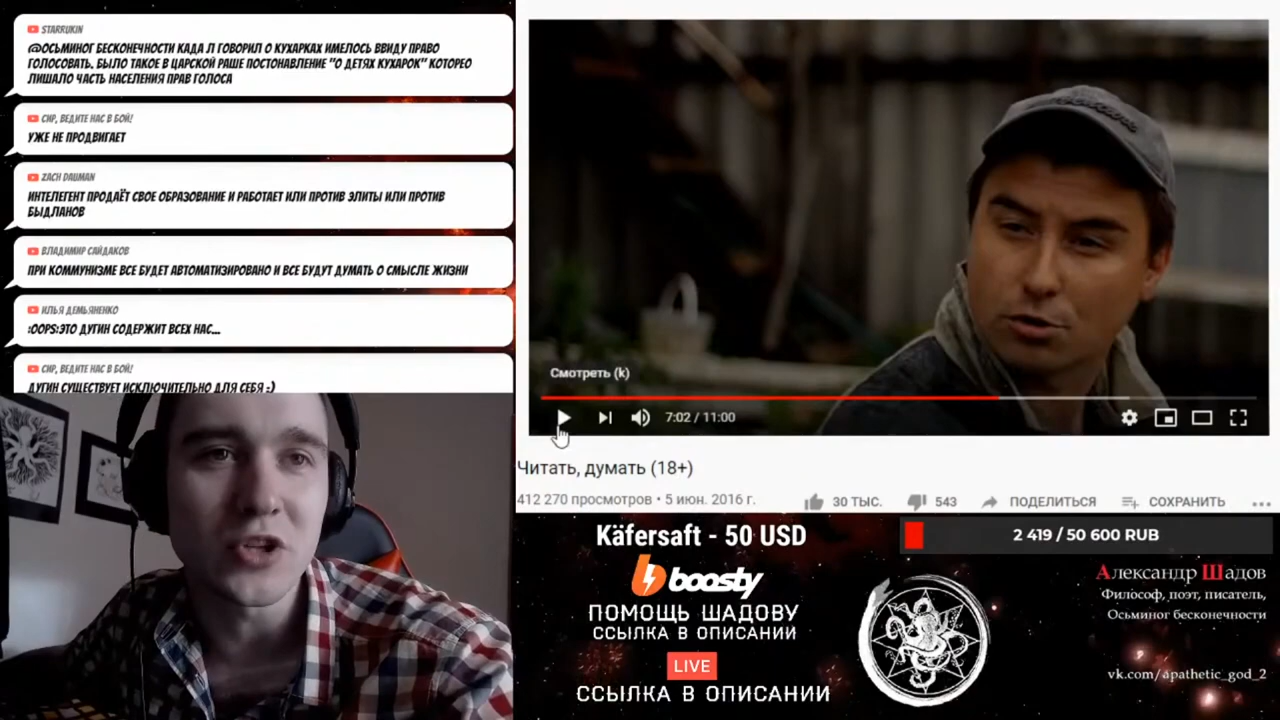 STARRUKIN
@ОСЬМИНОГ БЕСКОНЕЧНОСТИ КАДА Л ГОВОРИЛ О КУХАРКАХ ИМЕЛОСЬ ВВИДУ ПРАВО
ГОЛОСОВАТЬ. БЫЛО ТАКОЕ В ЦАРСКОЙ РАШЕ ПОСТОНАВЛЕНИЕ "О ДЕТЯХ КУХАРОК" КОТОРЕО
ЛИШАЛО ЧАСТЬ НАСЕЛЕНИЯ ПРАВ ГОЛОСА
СИР, ВЕДИТЕ НАС В БОЙ!
УЖЕ НЕ ПРОДВИГАЕТ
ZACH DAUMAN
ИНТЕЛЕГЕНТ ПРОДАЁТ СВОЕ ОБРАЗОВАНИЕ И РАБОТАЕТ ИЛИ ПРОТИВ ЭЛИТЫ ИЛИ ПРОТИВ
БЫДЛАНОВ
ВЛАДИМИР САЙДАКОВ
ПРИ КОММУНИЗМЕ ВСЕ БУДЕТ АВТОМАТИЗИРОВАНО И ВСЕ БУДУТ ДУМАТЬ О СМЫСЛЕ ЖИЗНИ
ИЛЬЯ ДЕМЬЯНЕНКО
:OOPS:ЭТО ДУГИН СОДЕРЖИТ ВСЕХ НАС...
СИР, ВЕДИТЕ НАС В БОЙ!
ДУГИН СУЩЕСТВУЕТ ИСКЛЮЧИТЕЛЬНО ДЛЯ СЕБЯ :)
Смотреть (k)
7:02 / 11:00
Читать, думать (18+)
412 270 просмотров • 5 июн. 2016 г.
30 ТЫС.
543
ПОДЕЛИТЬСЯ
СОХРАНИТЬ
Käfersaft - 50 USD
boosty
ПОМОЩЬ ШАДОВУ
ССЫЛКА В ОПИСАНИИ
LIVE
ССЫЛКА В ОПИСАНИИ
2 419 / 50 600 RUB
Александр Шадов
Философ, поэт, писатель,
Осьминог бесконечности
vk.com/apathetic_god_2